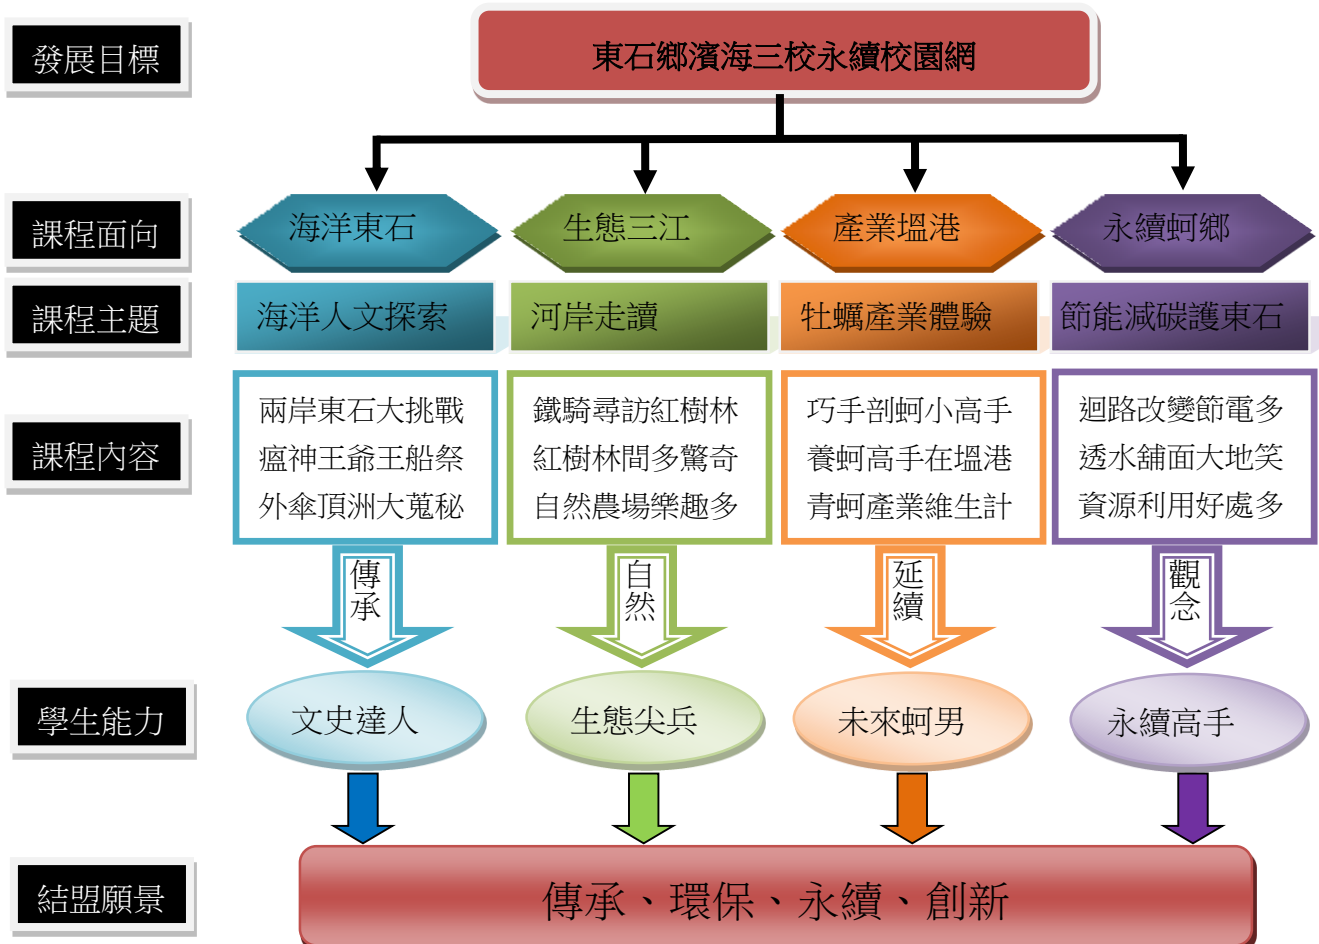 發展目標
東石鄉濱海三校永續校園網
課程面向
海洋東石
生態三江
產業塭港
永續蚵鄉
課程主題
海洋人文探索
河岸走讀
牡蠣產業體驗
節能減碳護東石
課程內容
兩岸東石大挑戰
瘟神王爺王船祭
外傘頂洲大蒐秘
鐵騎尋訪紅樹林
紅樹林間多驚奇
自然農場樂趣多
巧手剖蚵小高手
養蚵高手在塭港
青蚵產業維生計
迴路改變節電多
透水舖面大地笑
資源利用好處多
傳承
自然
延續
觀念
學生能力
文史達人
生態尖兵
未來蚵男
永續高手
結盟願景
傳承、環保、永續、創新